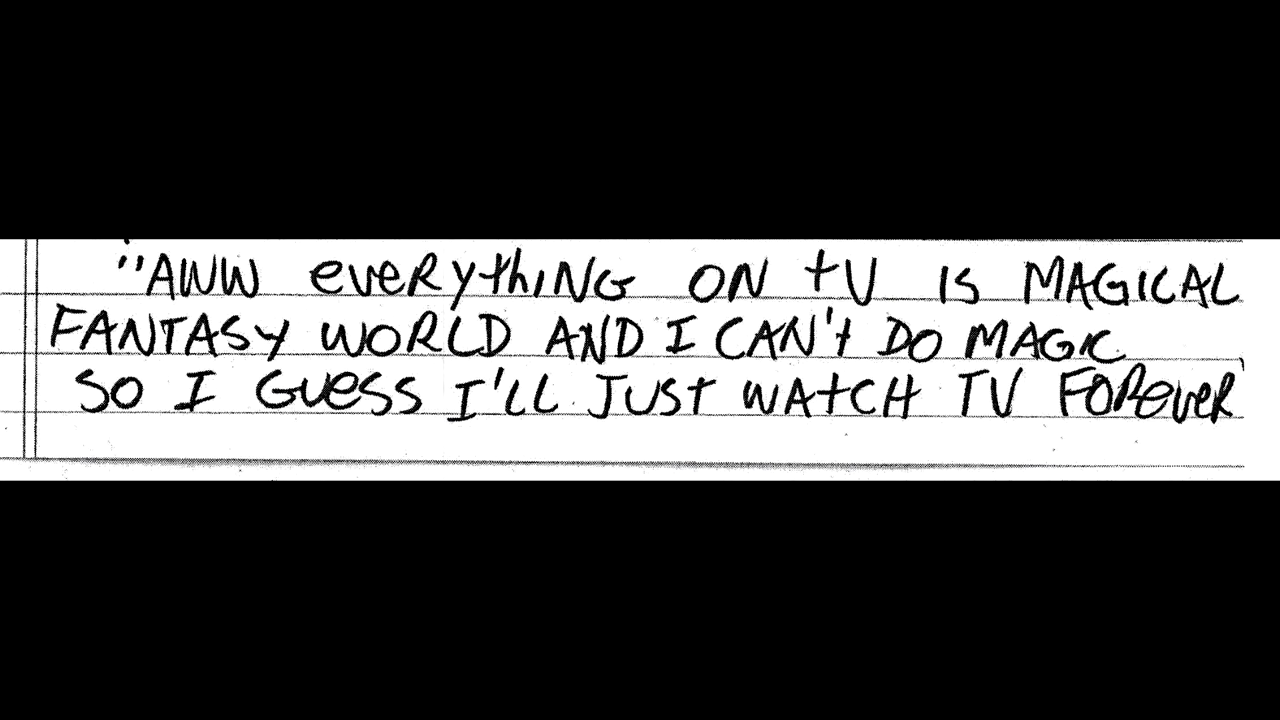 "AWW everythING ON tV IS MAGICAL
FANTASY WORLD AND I CAN't DO MAGIC
SO I GUESS I'LL JUST WATCH TV FOREVER'